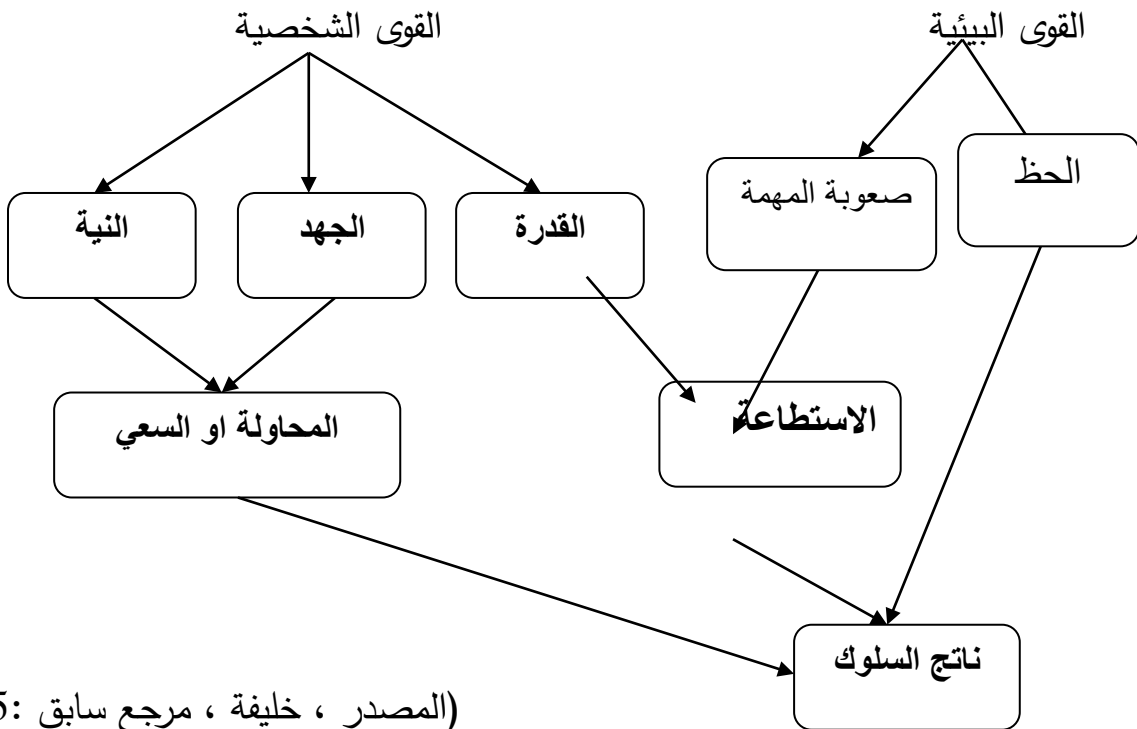 القوى البيئية
القوى الشخصية
الحظ
صعوبة المهمة
القدرة
الجهد
النية
الاستطاعة
المحاولة او السعي
ناتج السلوك
(المصدر ، خليفة ، مرجع سابق :